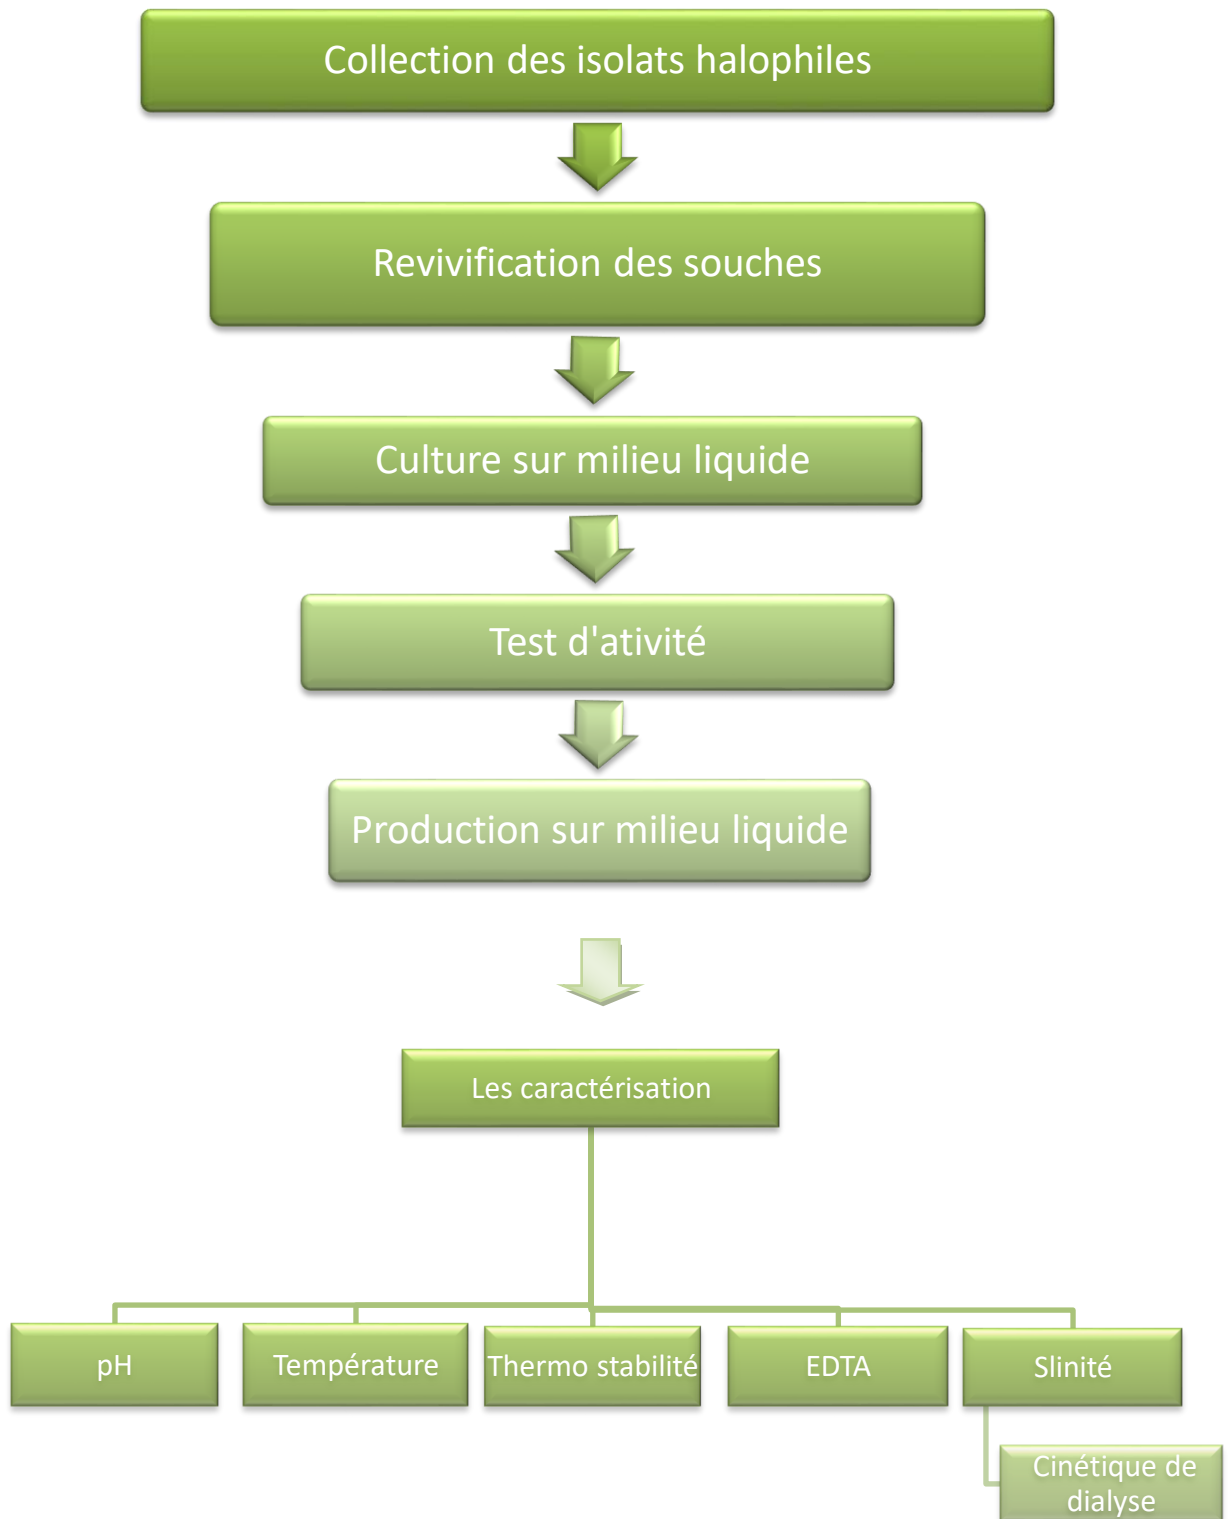 Collection des isolats halophiles
Revivification des souches
Culture sur milieu liquide
Test d'ativité
Production sur milieu liquide
Les caractérisation
pH
Température
Thermo stabilité
EDTA
Slinité
Cinétique de
dialyse